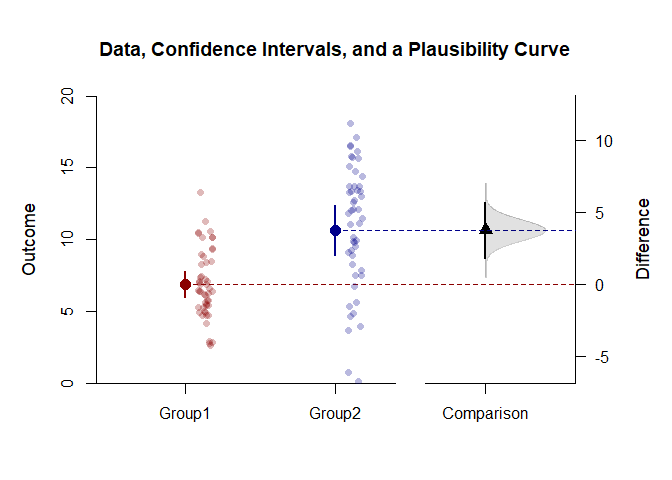 Data, Confidence Intervals, and a Plausibility Curve
20
15
10
5
0
Outcome
10
5
0
-5
Difference
Group1
Group2
Comparison